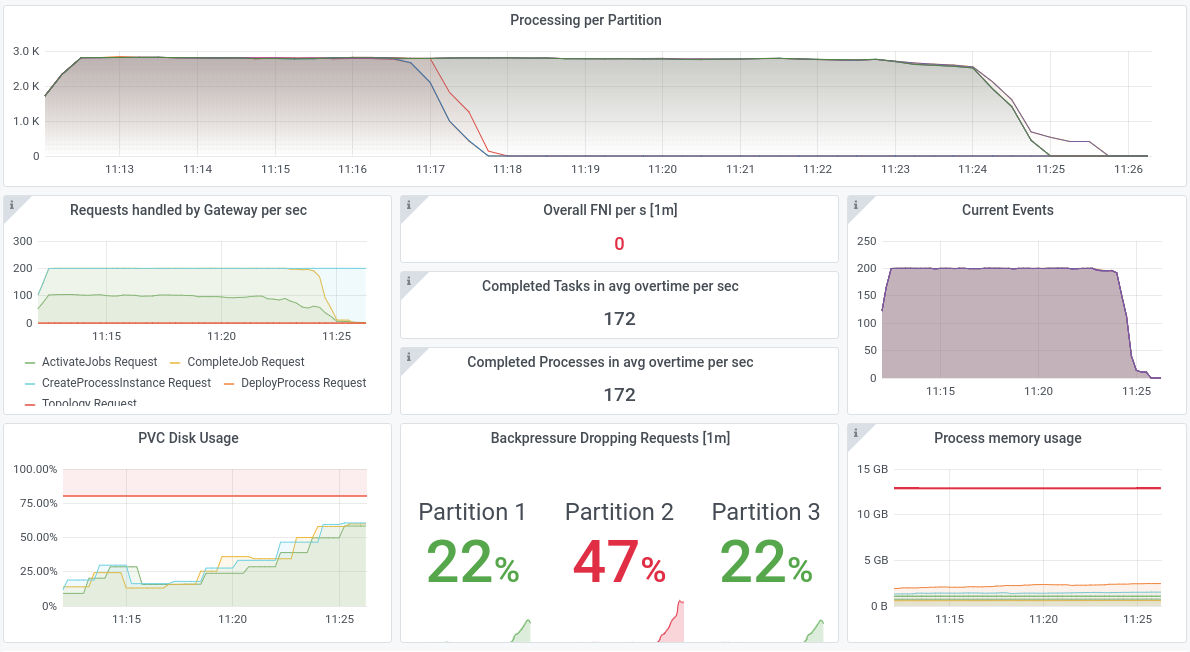 Processing per Partition
3.0 K
2.0 K
1.0 K
0
11:13 11:14 11:15 11:16 11:17 11:18 11:19 11:20 11:21 11:22 11:23 11:24 11:25 11:26
i
Requests handled by Gateway per sec
300
200
100
0
11:15 11:20 11:25
ActivateJobs Request CompleteJob Request
CreateProcessInstance Request DeployProcess Request
Topology Request
i
Overall FNI per s [1m]
0
i
Completed Tasks in avg overtime per sec
172
i
Completed Processes in avg overtime per sec
172
i
Current Events
250
200
150
100
50
0
11:15 11:20 11:25
PVC Disk Usage
100.00%
75.00%
50.00%
25.00%
0%
11:15 11:20 11:25
Backpressure Dropping Requests [1m]
Partition 1 Partition 2 Partition 3
22% 47% 22%
i
Process memory usage
15 GB
10 GB
5 GB
0 B
11:15 11:20 11:25